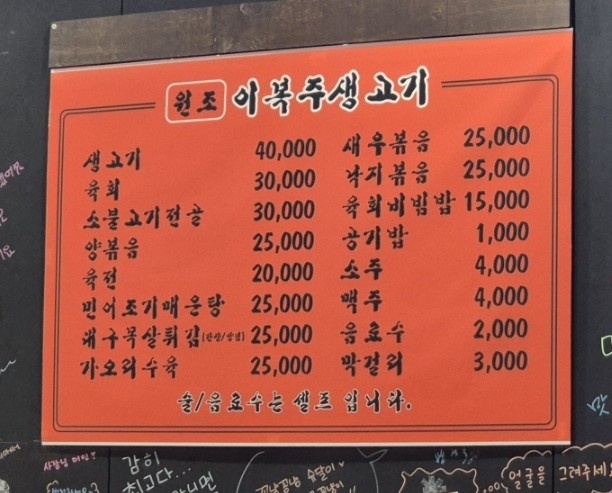 원조 이복주생고기
생고기 40,000
육회 30,000
소불고기전골 30,000
양볶음 25,000
육전 20,000
민어조기매운탕 25,000
대구목살튀김 25,000
가오리수육 25,000
새우볶음 25,000
낙지볶음 25,000
육회비빔밥 15,000
공기밥 1,000
소주 4,000
맥주 4,000
음료수 2,000
막걸리 3,000
술/음료수는 셀프 입니다.
감히
최고다...
얼굴을
그려주세요
맛